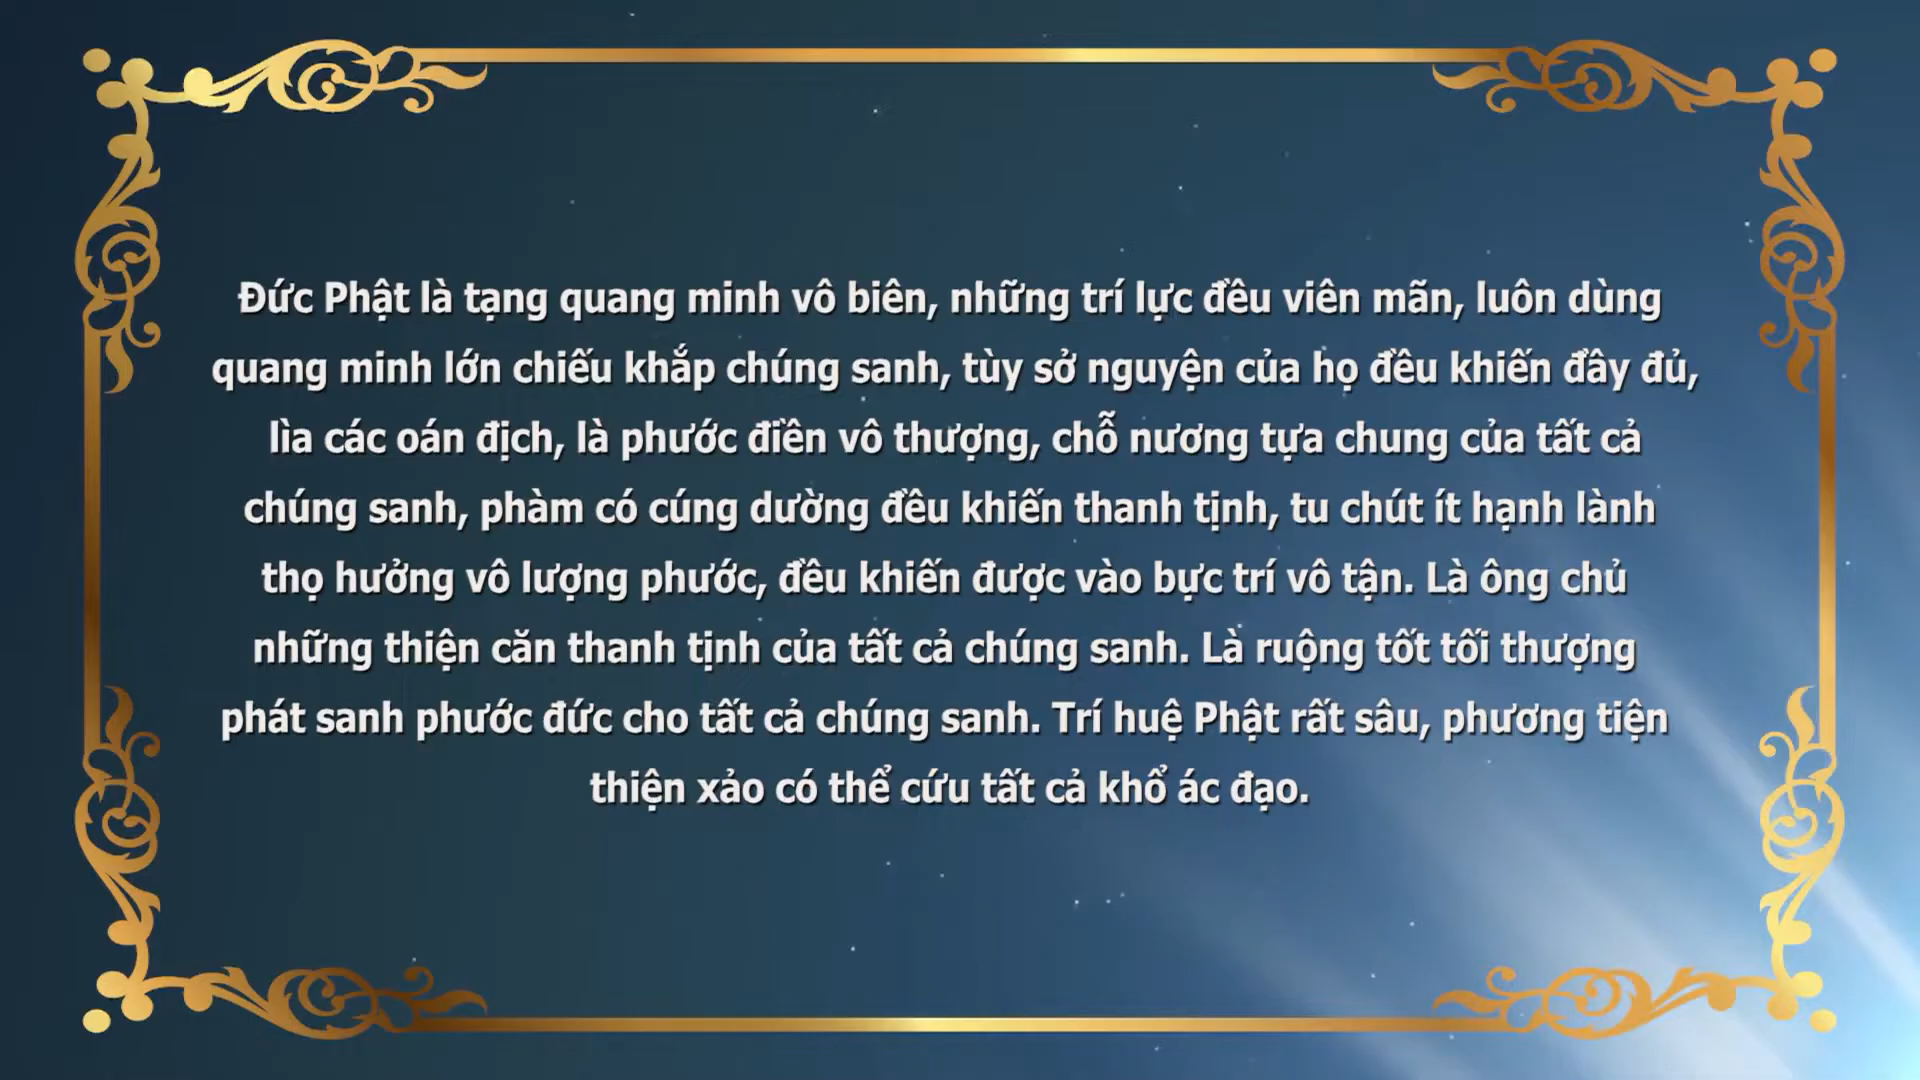 Đức Phật là tạng quang minh vô biên, những trí lực đều viên mãn, luôn dùng
quang minh lớn chiếu khắp chúng sanh, tùy sở nguyện của họ đều khiến đầy đủ,
lìa các oán địch, là phước điền vô thượng, chỗ nương tựa chung của tất cả
chúng sanh, phàm có cúng dường đều khiến thanh tịnh, tu chút ít hạnh lành
thọ hưởng vô lượng phước, đều khiến được vào bực trí vô tận. Là ông chủ
những thiện căn thanh tịnh của tất cả chúng sanh. Là ruộng tốt tối thượng
phát sanh phước đức cho tất cả chúng sanh. Trí huệ Phật rất sâu, phương tiện
thiện xảo có thể cứu tất cả khổ ác đạo.